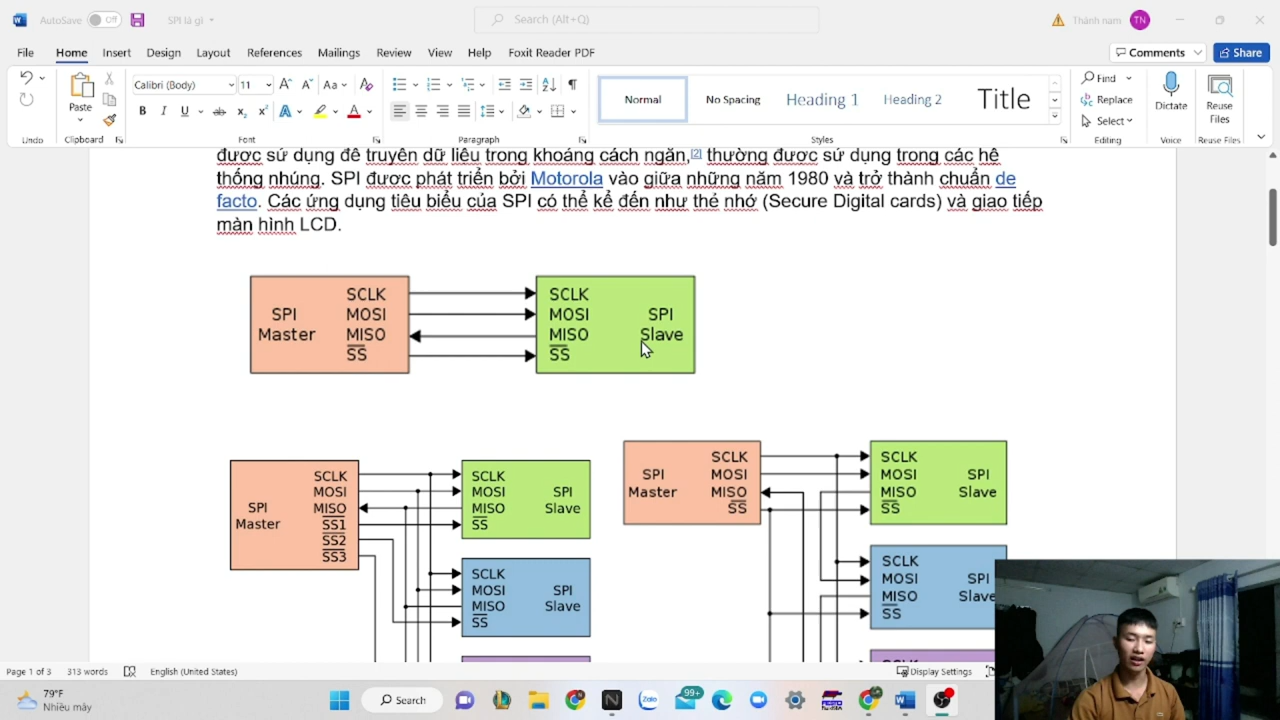 AutoSave Off SPI là gì Search (Alt+Q) Thành nam TN
File Home Insert Design Layout References Mailings Review View Help Foxit Reader PDF Comments Share
Calibri (Body) 11 Aa
Paste
Normal No Spacing Heading 1 Heading 2 Title
Find
Replace
Select
Dictate
Reuse Files
Undo Clipboard Font Paragraph Styles Editing Voice Reuse Files
được sử dụng để truyền dữ liệu trong khoảng cách ngắn,[2] thường được sử dụng trong các hệ
thống nhúng. SPI được phát triển bởi Motorola vào giữa những năm 1980 và trở thành chuẩn de
facto. Các ứng dụng tiêu biểu của SPI có thể kể đến như thẻ nhớ (Secure Digital cards) và giao tiếp
màn hình LCD.
SPI Master
SCLK
MOSI
MISO
SS
SCLK
MOSI
MISO
SS
SPI Slave
SPI Master
SCLK
MOSI
MISO
SS1
SS2
SS3
SCLK
MOSI
MISO
SS
SPI Slave
SCLK
MOSI
MISO
SS
SPI Slave
SPI Master
SCLK
MOSI
MISO
SS
SCLK
MOSI
MISO
SS
SPI Slave
SCLK
MOSI
MISO
SS
SPI Slave
Page 1 of 3 313 words English (United States) Display Settings
79°F
Nhiều mây
Search
Zalo
99+